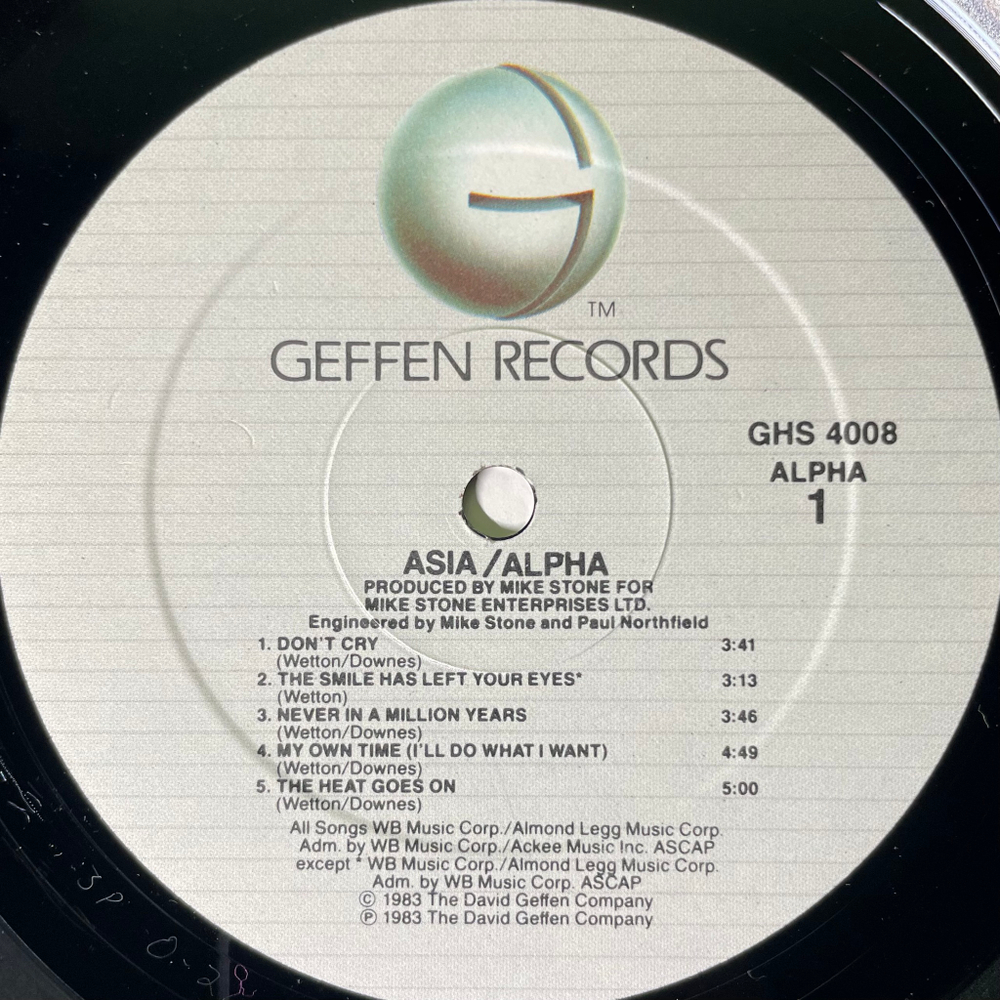 TM
GEFFEN RECORDS
GHS 4008
ALPHA
1
ASIA/ALPHA
PRODUCED BY MIKE STONE FOR
MIKE STONE ENTERPRISES LTD.
Engineered by Mike Stone and Paul Northfield
1. DON'T CRY 3:41
(Wetton/Downes)
2. THE SMILE HAS LEFT YOUR EYES* 3:13
(Wetton)
3. NEVER IN A MILLION YEARS 3:46
(Wetton/Downes)
4. MY OWN TIME (I'LL DO WHAT I WANT) 4:49
(Wetton/Downes)
5. THE HEAT GOES ON 5:00
(Wetton/Downes)
All Songs WB Music Corp./Almond Legg Music Corp.
Adm. by WB Music Corp./Ackee Music Inc. ASCAP
except * WB Music Corp./Almond Legg Music Corp.
Adm. by WB Music Corp. ASCAP
© 1983 The David Geffen Company
℗ 1983 The David Geffen Company